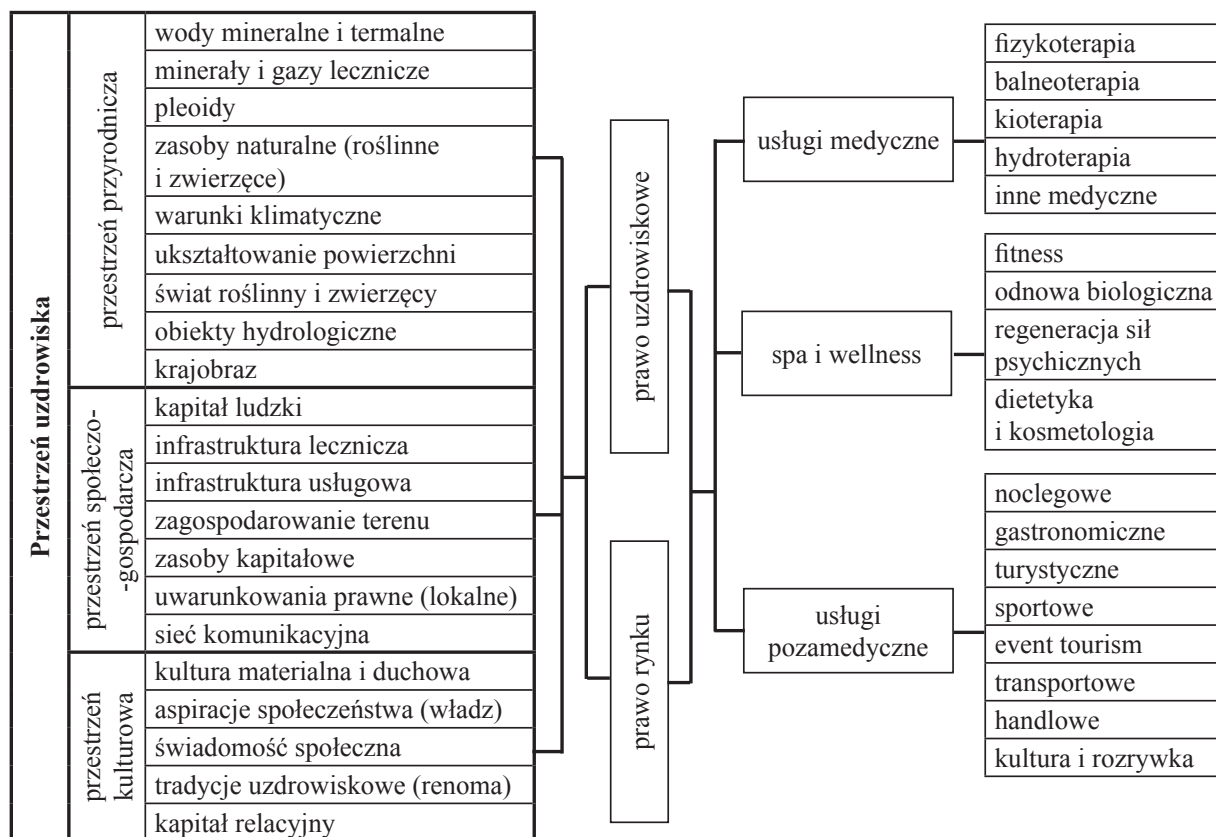 Przestrzeń uzdrowiska
przestrzeń przyrodnicza
wody mineralne i termalne
minerały i gazy lecznicze
pleoidy
zasoby naturalne (roślinne
i zwierzęce)
warunki klimatyczne
ukształtowanie powierzchni
świat roślinny i zwierzęcy
obiekty hydrologiczne
krajobraz
przestrzeń społeczo-
-gospodarcza
kapitał ludzki
infrastruktura lecznicza
infrastruktura usługowa
zagospodarowanie terenu
zasoby kapitałowe
uwarunkowania prawne (lokalne)
sieć komunikacyjna
przestrzeń
kulturowa
kultura materialna i duchowa
aspiracje społeczeństwa (władz)
świadomość społeczna
tradycje uzdrowiskowe (renoma)
kapitał relacyjny
prawo uzdrowiskowe
prawo rynku
usługi medyczne
fizykoterapia
balneoterapia
kioterapia
hydroterapia
inne medyczne
spa i wellness
fitness
odnowa biologiczna
regeneracja sił
psychicznych
dietetyka
i kosmetologia
usługi
pozamedyczne
noclegowe
gastronomiczne
turystyczne
sportowe
event tourism
transportowe
handlowe
kultura i rozrywka